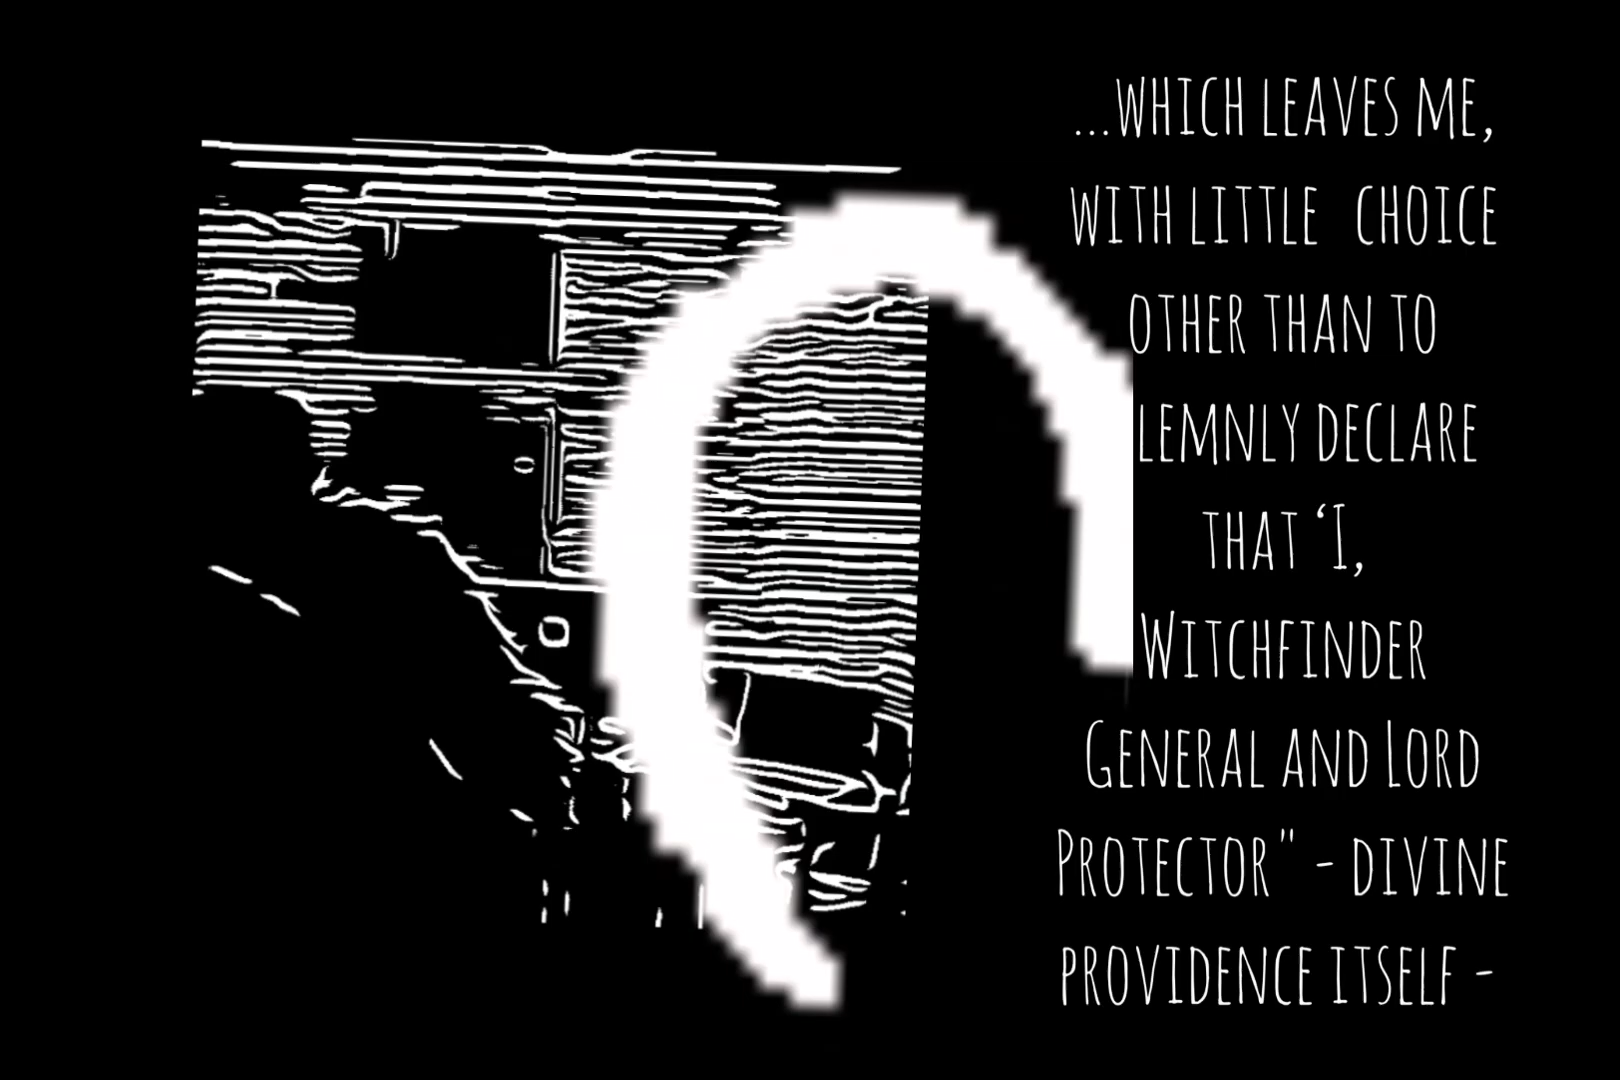 ...which leaves me,
with little choice
other than to
lemnly declare
that ‘I,
Witchfinder
General and Lord
Protector" - divine
providence itself -